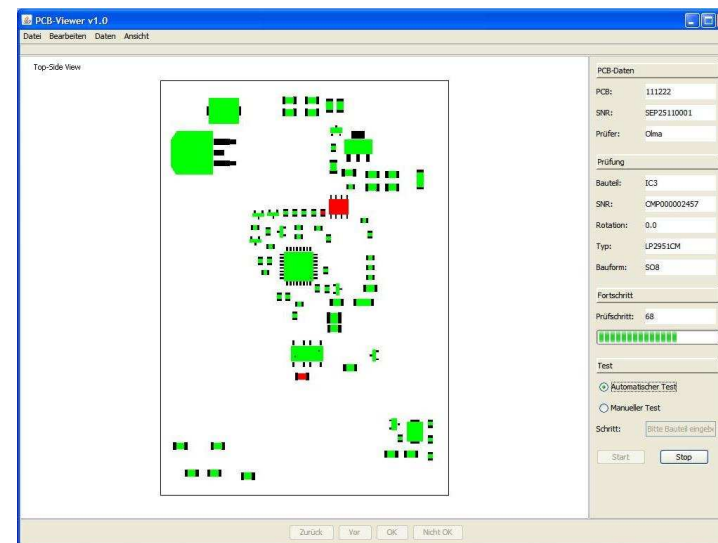 PCB-Viewer v1.0
Datei Bearbeiten Daten Ansicht
Top-Side View
PCB-Daten
PCB: 111222
SNR: SEP25110001
Prüfer: Olma
Prüfung
Bauteil: IC3
SNR: CMP000002457
Rotation: 0.0
Typ: LP2951CM
Bauform: SO8
Fortschritt
Prüfschritt: 68
Test
Automatischer Test
Manueller Test
Schritt: Bitte Bauteil eingebe
Start Stop
Zurück Vor OK Nicht OK